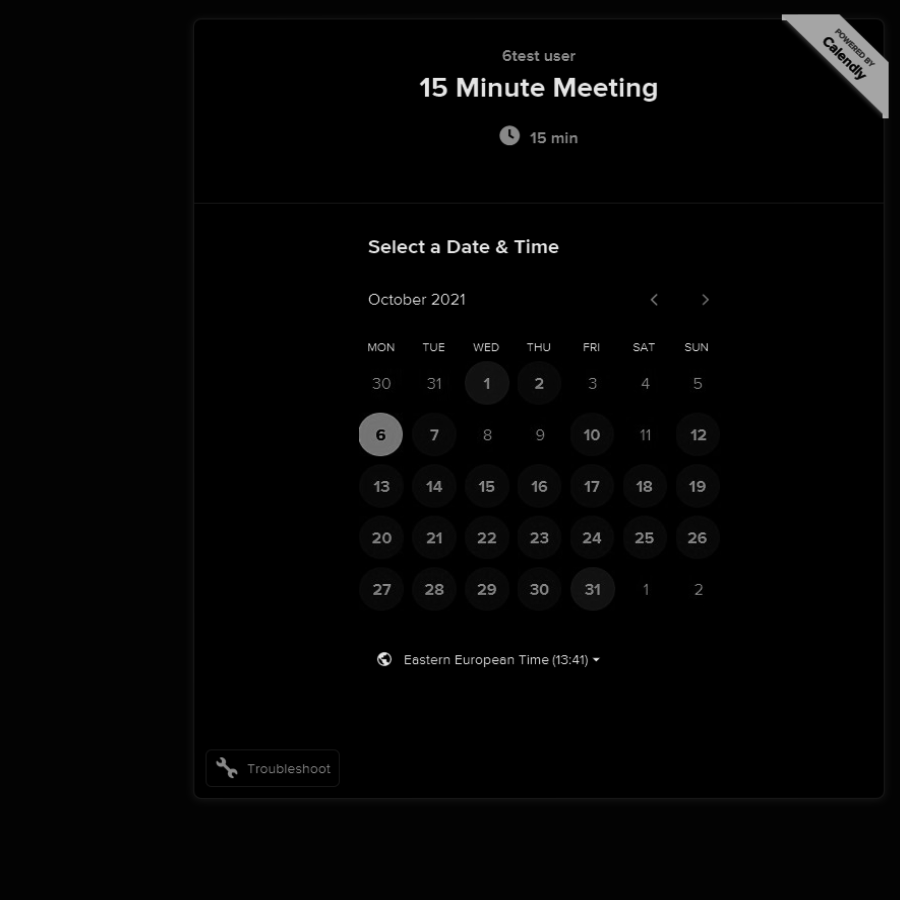 POWERED BY
Calendly
6test user
15 Minute Meeting
15 min
Select a Date & Time
October 2021
MON TUE WED THU FRI SAT SUN
30 31 1 2 3 4 5
6 7 8 9 10 11 12
13 14 15 16 17 18 19
20 21 22 23 24 25 26
27 28 29 30 31 1 2
Eastern European Time (13:41)
Troubleshoot